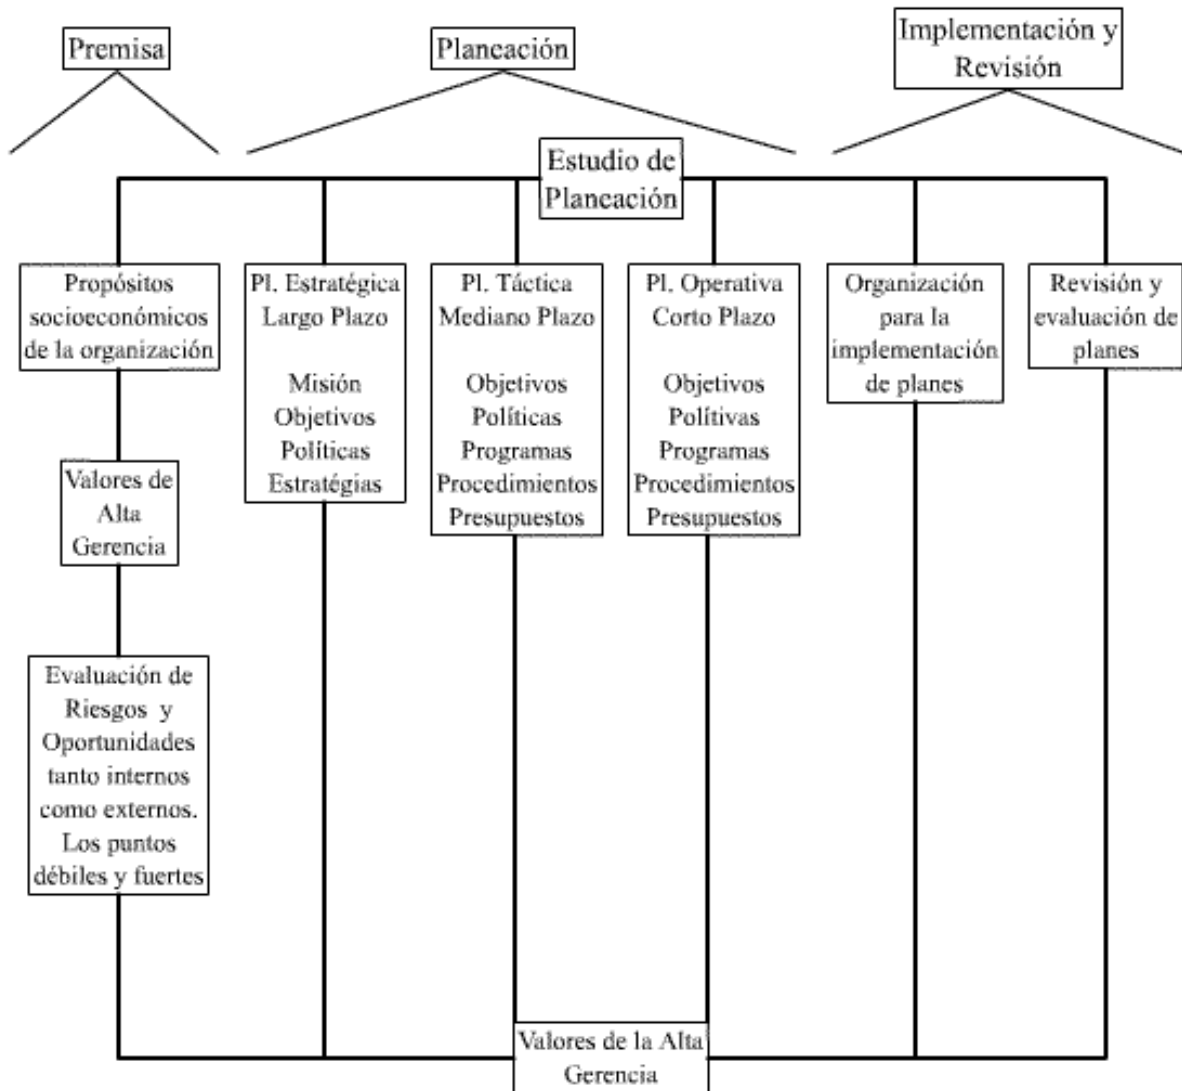 Premisa
Planeación
Implementación y
Revisión
Estudio de
Planeación
Propósitos
socioeconómicos
de la organización
Valores de
Alta
Gerencia
Evaluación de
Riesgos y
Oportunidades
tanto internos
como externos.
Los puntos
débiles y fuertes
Pl. Estratégica
Largo Plazo
Misión
Objetivos
Políticas
Estratégias
Pl. Táctica
Mediano Plazo
Objetivos
Políticas
Programas
Procedimientos
Presupuestos
Pl. Operativa
Corto Plazo
Objetivos
Polítivas
Programas
Procedimientos
Presupuestos
Organización
para la
implementación
de planes
Revisión y
evaluación de
planes
Valores de la Alta
Gerencia